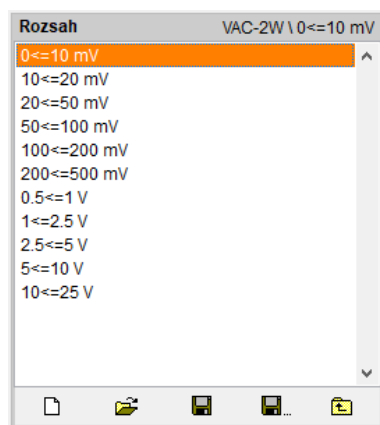 Rozsah VAC-2W \ 0<=10 mV
0<=10 mV
10<=20 mV
20<=50 mV
50<=100 mV
100<=200 mV
200<=500 mV
0.5<=1 V
1<=2.5 V
2.5<=5 V
5<=10 V
10<=25 V
...